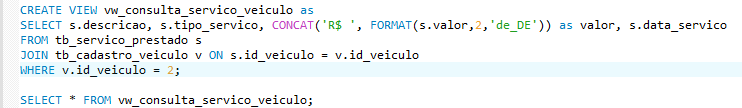 CREATE VIEW vw_consulta_servico_veiculo as
SELECT s.descricao, s.tipo_servico, CONCAT('R$ ', FORMAT(s.valor,2,'de_DE')) as valor, s.data_servico
FROM tb_servico_prestado s
JOIN tb_cadastro_veiculo v ON s.id_veiculo = v.id_veiculo
WHERE v.id_veiculo = 2;
SELECT * FROM vw_consulta_servico_veiculo;